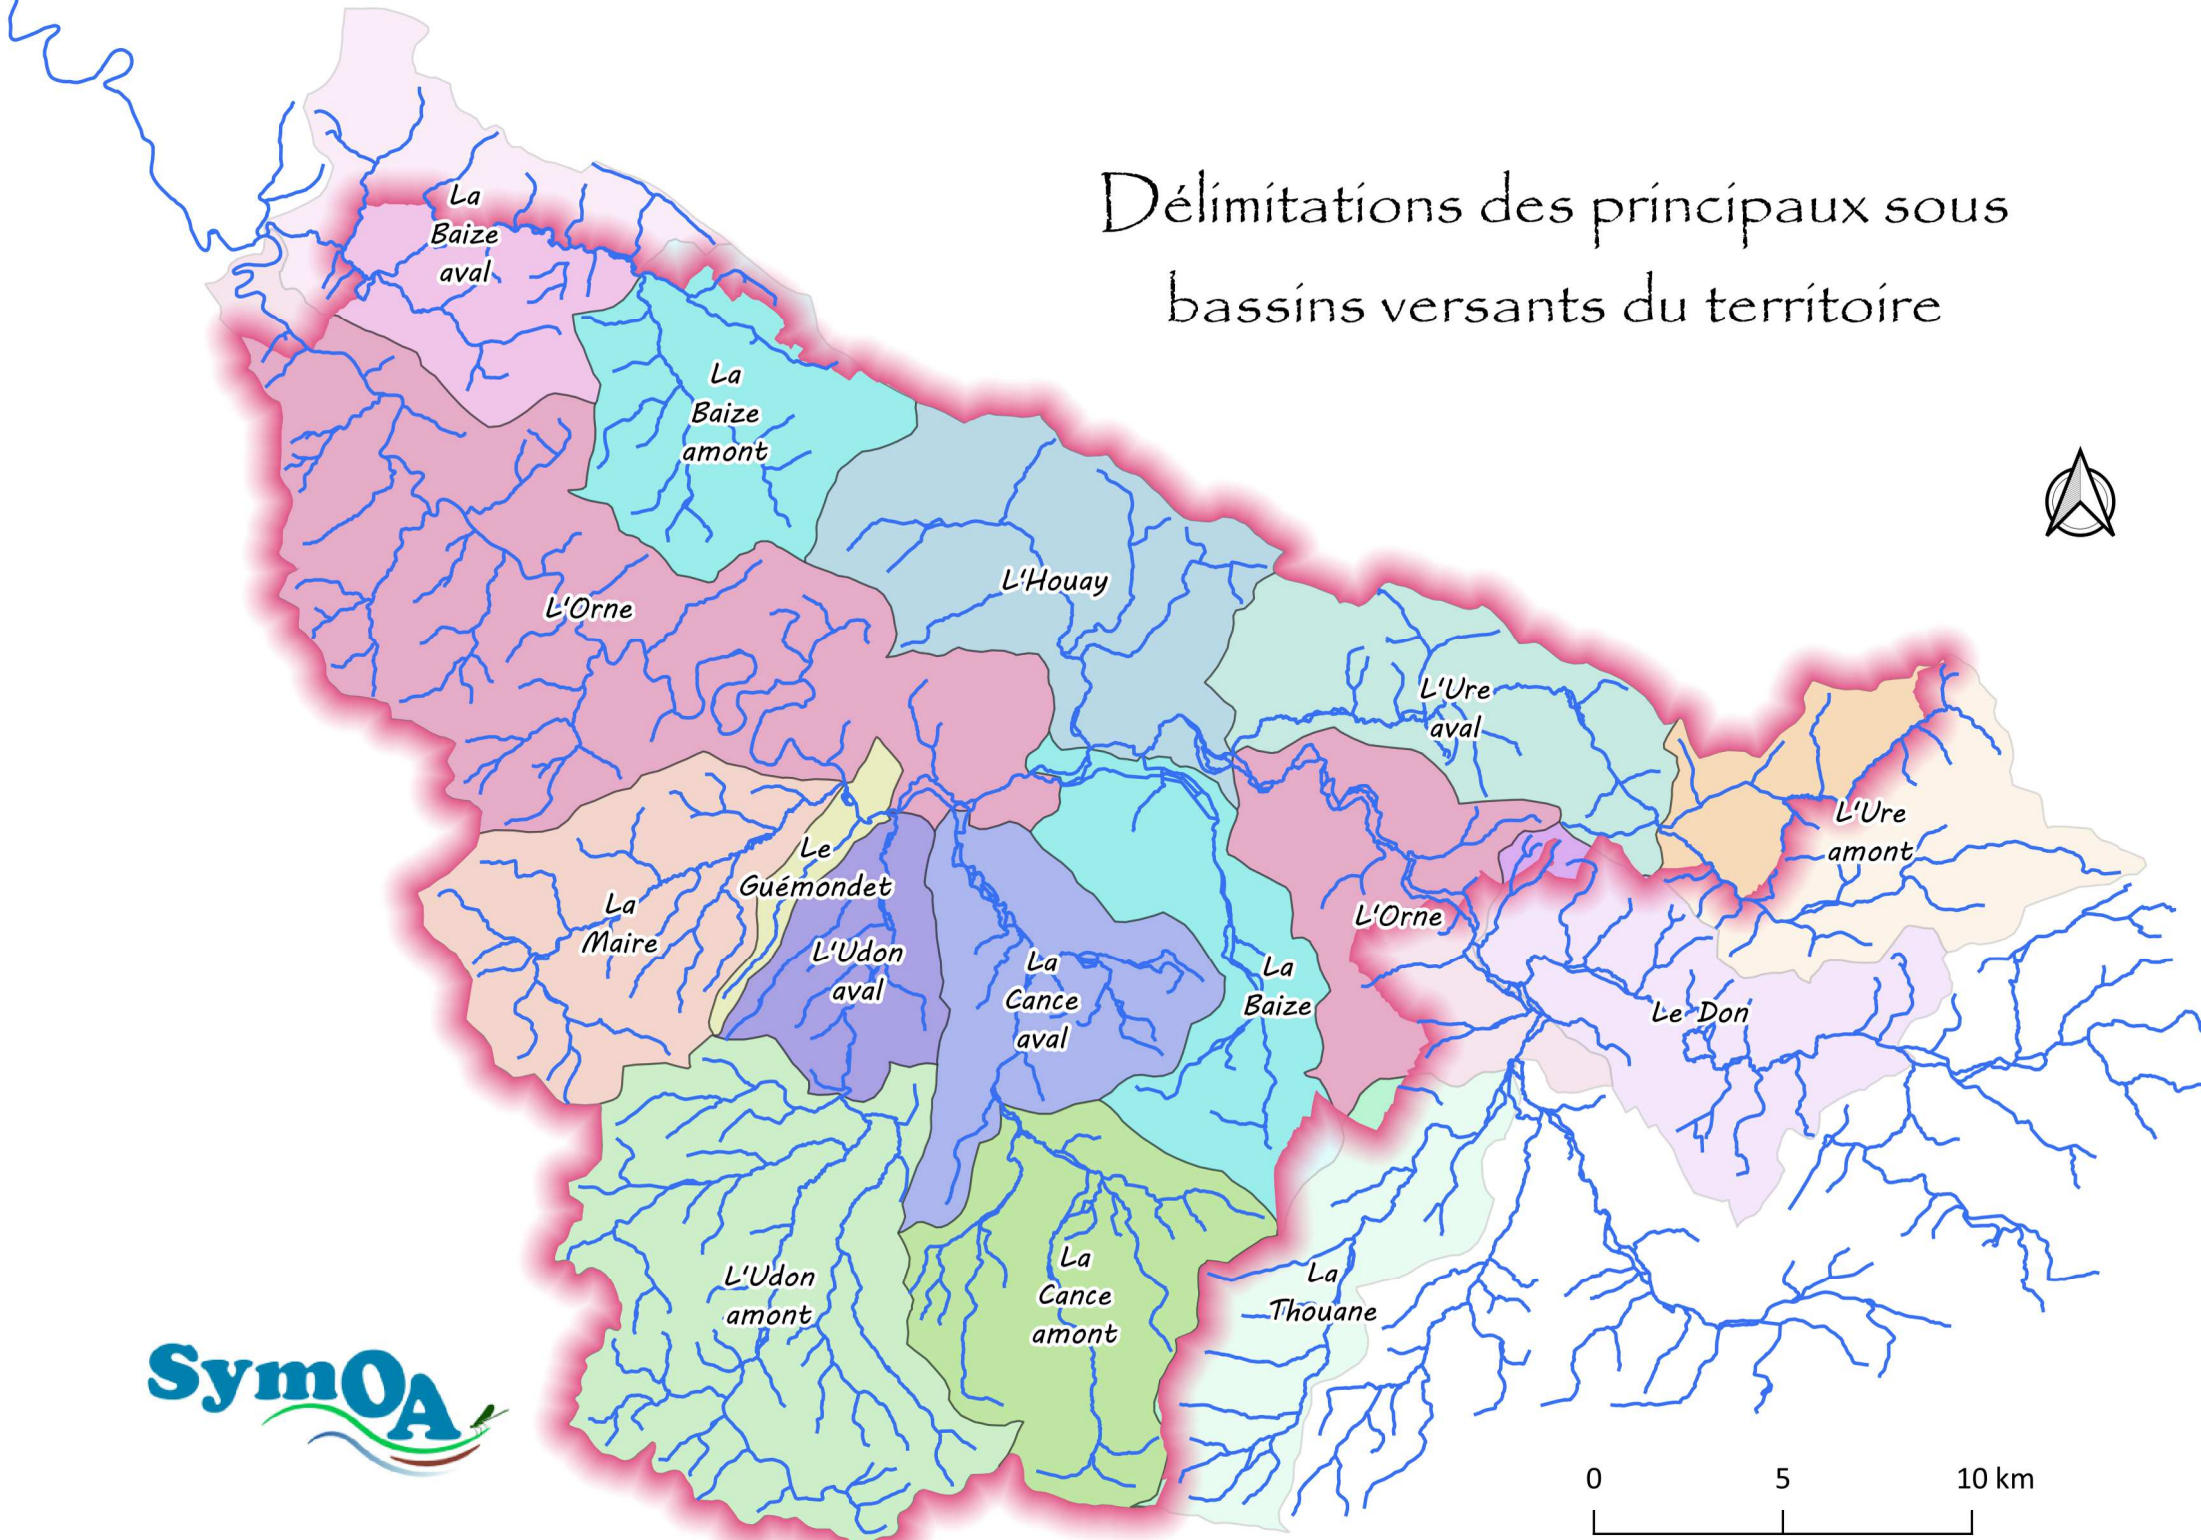 Délimitations des principaux sous
bassins versants du territoire
La
Baize
aval
La
Baize
amont
L'Houay
L'Orne
L'Ure
aval
L'Ure
amont
Le
Guémondet
La
Maire
L'Udon
aval
La
Cance
aval
La
Baize
L'Orne
Le Don
L'Udon
amont
La
Cance
amont
La
Thouane
SymOA
0 5 10 km